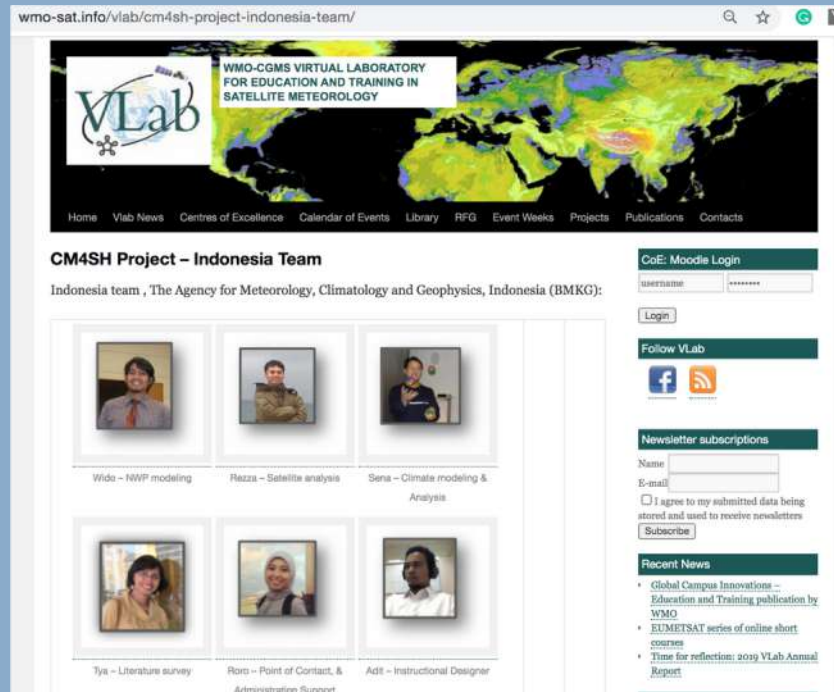 wmo-sat.info/vlab/cm4sh-project-indonesia-team/
VLab
WMO-CGMS VIRTUAL LABORATORY
FOR EDUCATION AND TRAINING IN
SATELLITE METEOROLOGY
Home Vlab News Centres of Excellence Calendar of Events Library RFG Event Weeks Projects Publications Contacts
CM4SH Project – Indonesia Team
Indonesia team , The Agency for Meteorology, Climatology and Geophysics, Indonesia (BMKG):
Wido – NWP modeling
Rezza – Satellite analysis
Sena – Climate modeling &
Analysis
Tya – Literature survey
Roro – Point of Contact, &
Administration Support
Adit – Instructional Designer
CoE: Moodle Login
username
Login
Follow VLab
Newsletter subscriptions
Name
E-mail
I agree to my submitted data being
stored and used to receive newsletters
Subscribe
Recent News
Global Campus Innovations –
Education and Training publication by
WMO
EUMETSAT series of online short
courses
Time for reflection: 2019 VLab Annual
Report